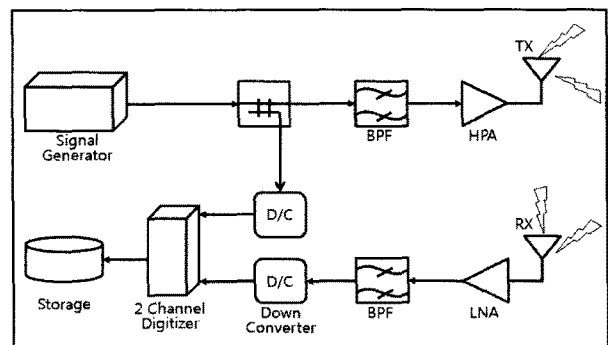 TX
Signal
Generator
BPF
HPA
D/C
RX
D/C
Storage
2 Channel
Digitizer
Down
Converter
BPF
LNA